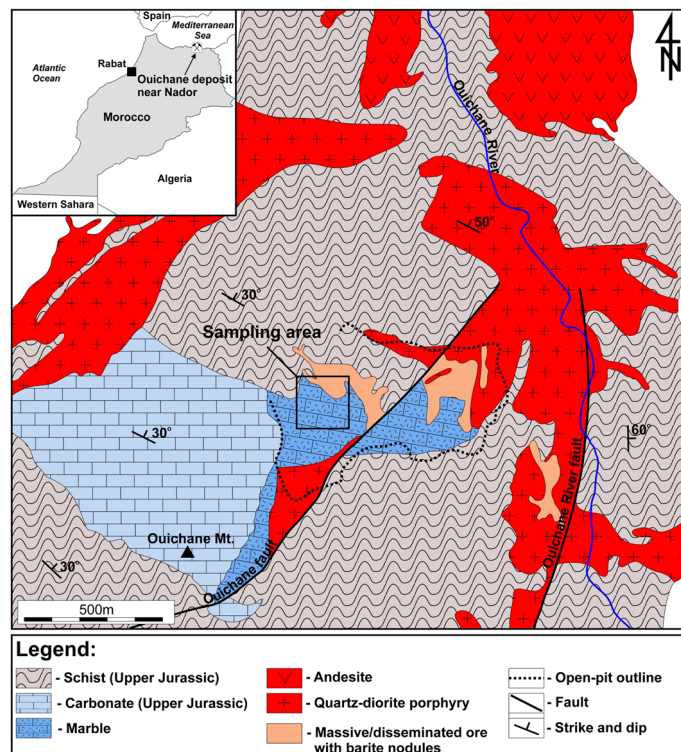 Spain
Mediterranean
Sea
Atlantic
Ocean
Rabat
Ouichane deposit
near Nador
Morocco
Algeria
Western Sahara
N
Ouichane River
50°
30°
Sampling area
30°
60°
Ouichane Mt.
30°
Ouichane fault
Ouichane River fault
500m
Legend:
- Schist (Upper Jurassic)
- Carbonate (Upper Jurassic)
- Marble
- Andesite
- Quartz-diorite porphyry
- Massive/disseminated ore
with barite nodules
- Open-pit outline
- Fault
- Strike and dip